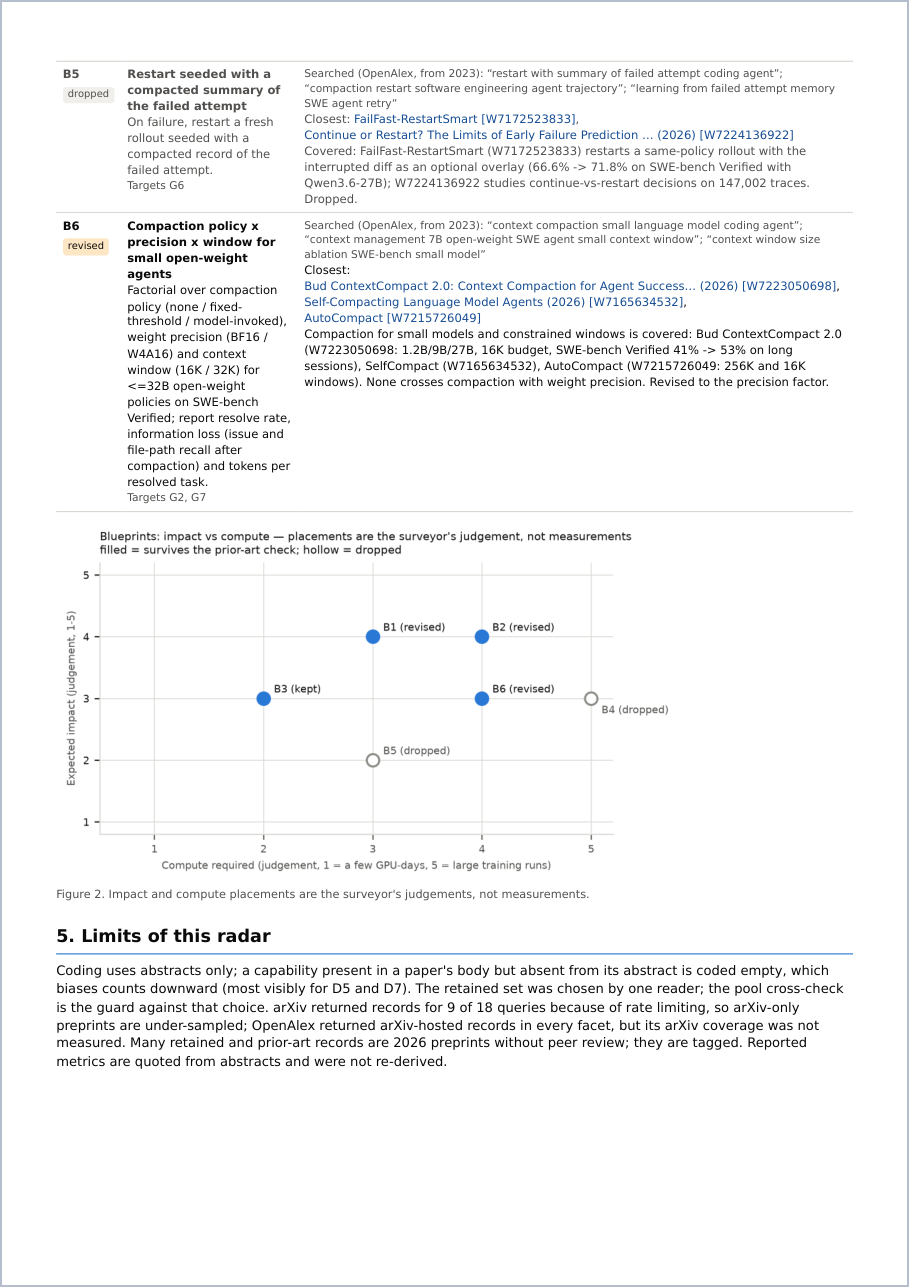 B5
dropped
Restart seeded with a
compacted summary of
the failed attempt
On failure, restart a fresh
rollout seeded with a
compacted record of the
failed attempt.
Targets G6
Searched (OpenAlex, from 2023): “restart with summary of failed attempt coding agent”;
“compaction restart software engineering agent trajectory”; “learning from failed attempt memory
SWE agent retry”
Closest: FailFast-RestartSmart [W7172523833],
Continue or Restart? The Limits of Early Failure Prediction ... (2026) [W7224136922]
Covered: FailFast-RestartSmart (W7172523833) restarts a same-policy rollout with the
interrupted diff as an optional overlay (66.6% -> 71.8% on SWE-bench Verified with
Qwen3.6-27B); W7224136922 studies continue-vs-restart decisions on 147,002 traces.
Dropped.
B6
revised
Compaction policy x
precision x window for
small open-weight
agents
Factorial over compaction
policy (none / fixed-
threshold / model-invoked),
weight precision (BF16 /
W4A16) and context
window (16K / 32K) for
<=32B open-weight
policies on SWE-bench
Verified; report resolve rate,
information loss (issue and
file-path recall after
compaction) and tokens per
resolved task.
Targets G2, G7
Searched (OpenAlex, from 2023): “context compaction small language model coding agent”;
“context management 7B open-weight SWE agent small context window”; “context window size
ablation SWE-bench small model”
Closest:
Bud ContextCompact 2.0: Context Compaction for Agent Success... (2026) [W7223050698],
Self-Compacting Language Model Agents (2026) [W7165634532],
AutoCompact [W7215726049]
Compaction for small models and constrained windows is covered: Bud ContextCompact 2.0
(W7223050698: 1.2B/9B/27B, 16K budget, SWE-bench Verified 41% -> 53% on long
sessions), SelfCompact (W7165634532), AutoCompact (W7215726049: 256K and 16K
windows). None crosses compaction with weight precision. Revised to the precision factor.
Blueprints: impact vs compute — placements are the surveyor's judgement, not measurements
filled = survives the prior-art check; hollow = dropped
Expected impact (judgement, 1-5)
5
4
3
2
1
B1 (revised)
B2 (revised)
B3 (kept)
B6 (revised)
B4 (dropped)
B5 (dropped)
1
2
3
4
5
Compute required (judgement, 1 = a few GPU-days, 5 = large training runs)
Figure 2. Impact and compute placements are the surveyor's judgements, not measurements.
5. Limits of this radar
Coding uses abstracts only; a capability present in a paper's body but absent from its abstract is coded empty, which
biases counts downward (most visibly for D5 and D7). The retained set was chosen by one reader; the pool cross-check
is the guard against that choice. arXiv returned records for 9 of 18 queries because of rate limiting, so arXiv-only
preprints are under-sampled; OpenAlex returned arXiv-hosted records in every facet, but its arXiv coverage was not
measured. Many retained and prior-art records are 2026 preprints without peer review; they are tagged. Reported
metrics are quoted from abstracts and were not re-derived.